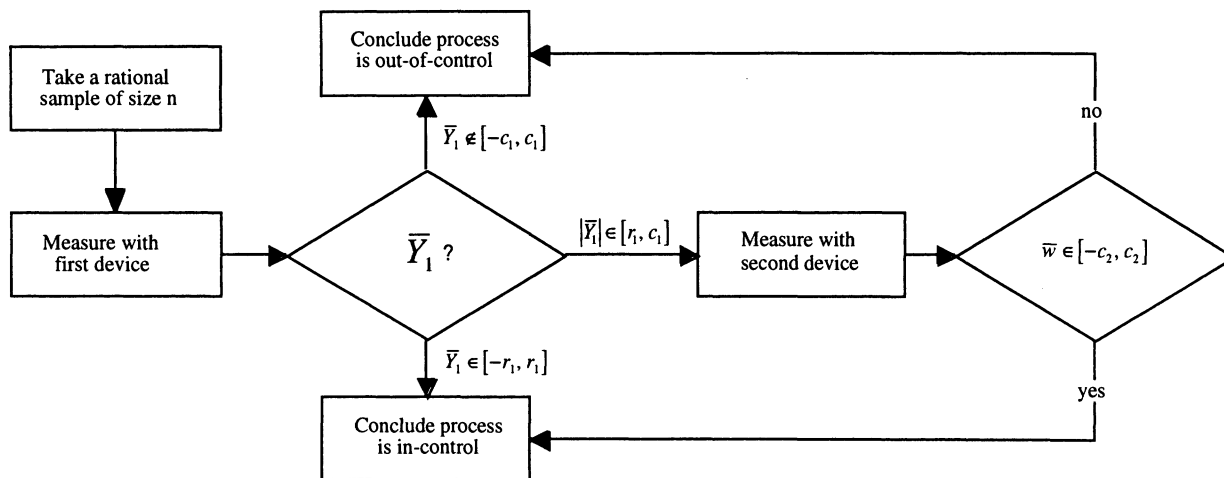 Take a rational
sample of size n
Measure with
first device
Conclude process
is out-of-control
Ȳ₁ ∉ [-c₁, c₁]
Ȳ₁ ?
|Ȳ₁| ∈ [r₁, c₁]
Ȳ₁ ∈ [-r₁, r₁]
Conclude process
is in-control
Measure with
second device
no
w̄ ∈ [-c₂, c₂]
yes